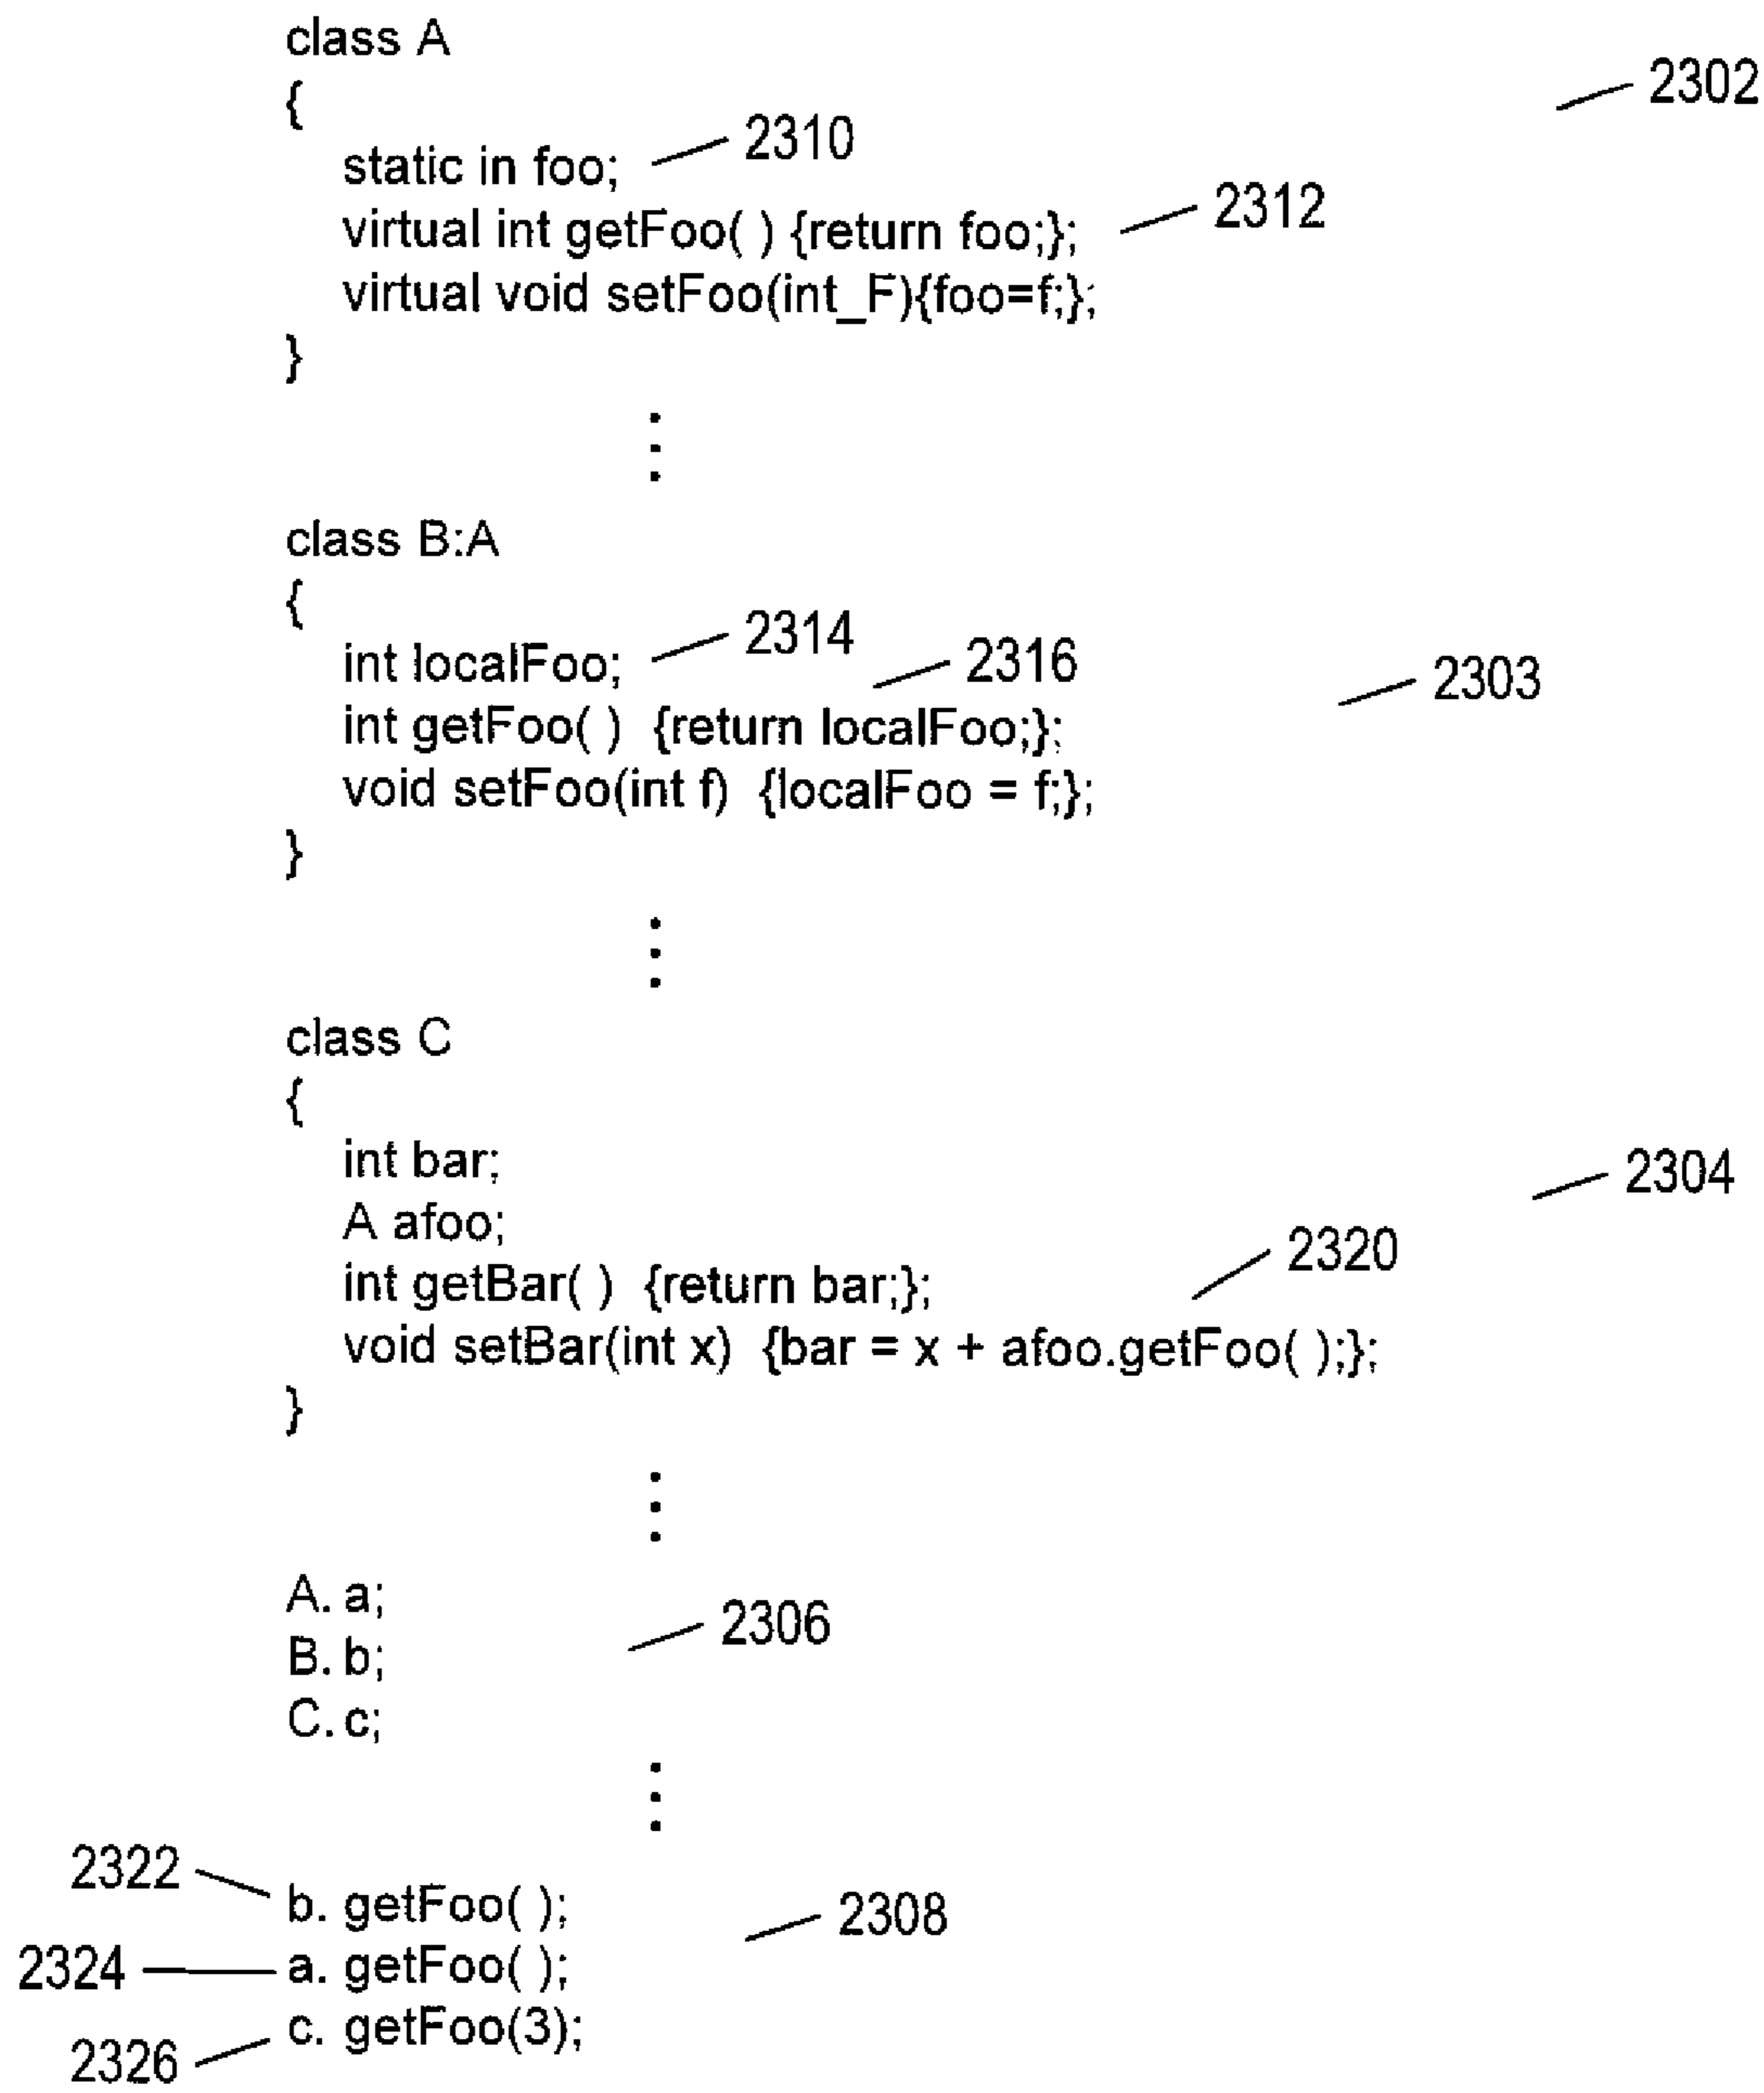 class A
{ 2302
static in foo; 2310
virtual int getFoo( ) {return foo;}; 2312
virtual void setFoo(int_F){foo=f;};
}
class B:A
{
int localFoo; 2314
2316 2303
int getFoo( ) {return localFoo;};
void setFoo(int f) {localFoo = f;};
}
class C
{
int bar;
2304
A afoo;
2320
int getBar( ) {return bar;};
void setBar(int x) {bar = x + afoo.getFoo( );};
}
A. a;
2306
B. b;
C. c;
2322 b. getFoo( ); 2308
2324 a. getFoo( );
2326 c. getFoo(3);